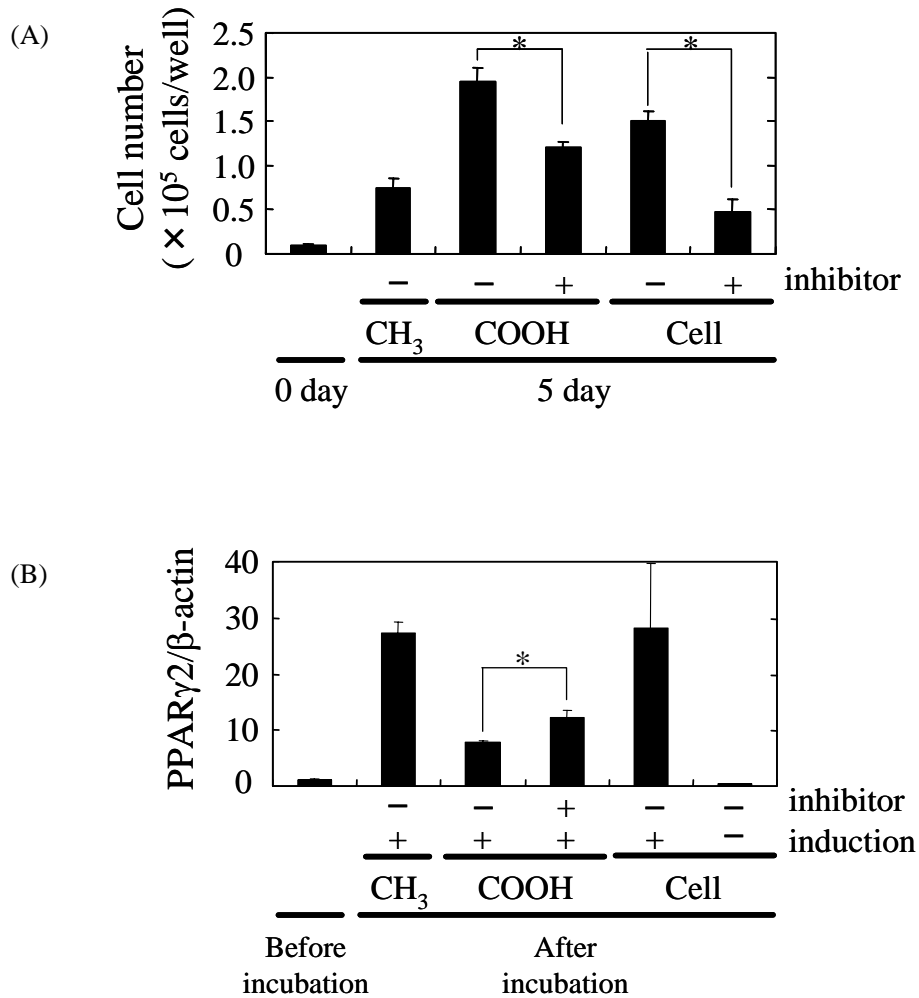 (A)
Cell number
(×10⁵ cells/well)
2.5
2.0
1.5
1.0
0.5
0
*
*
− − + − + inhibitor
CH₃ COOH Cell
0 day 5 day
(B)
PPARγ2/β-actin
40
30
20
10
0
*
− − + − − inhibitor
+ + + + − induction
CH₃ COOH Cell
Before After
incubation incubation